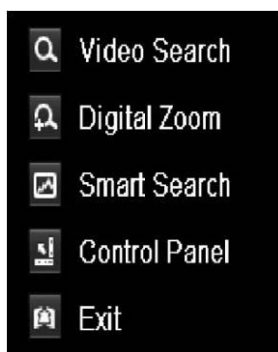 Video Search
Digital Zoom
Smart Search
Control Panel
Exit